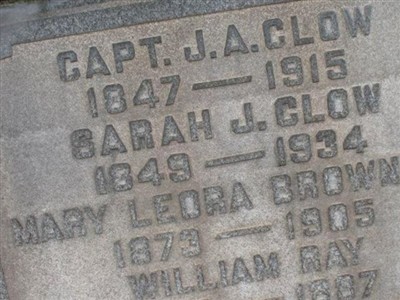 CAPT. J.A. CLOW
1847 — 1915
SARAH J. CLOW
1849 — 1934
MARY LEORA BROWN
1873 — 1905
WILLIAM RAY